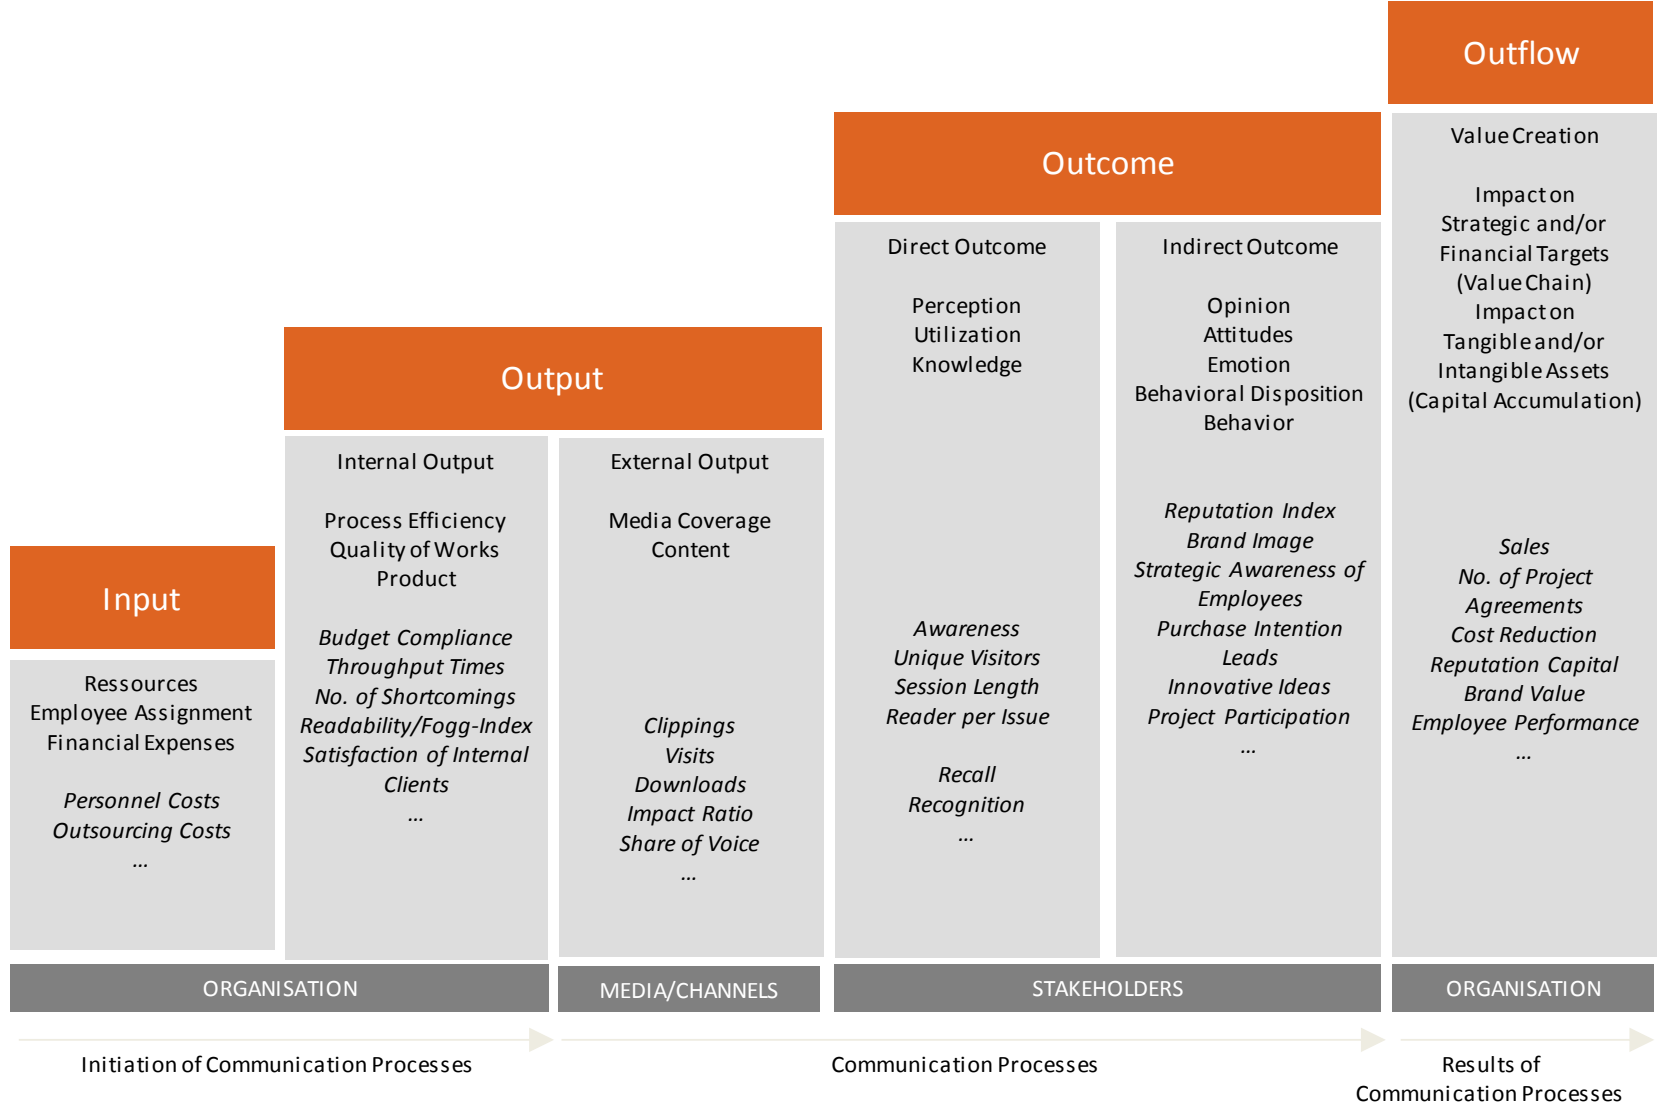 Outflow
Value Creation
Impact on
Strategic and/or
Financial Targets
(Value Chain)
Impact on
Tangible and/or
Intangible Assets
(Capital Accumulation)
Sales
No. of Project
Agreements
Cost Reduction
Reputation Capital
Brand Value
Employee Performance
...
Outcome
Direct Outcome
Perception
Utilization
Knowledge
Awareness
Unique Visitors
Session Length
Reader per Issue
Recall
Recognition
...
Indirect Outcome
Opinion
Attitudes
Emotion
Behavioral Disposition
Behavior
Reputation Index
Brand Image
Strategic Awareness of
Employees
Purchase Intention
Leads
Innovative Ideas
Project Participation
...
Output
Internal Output
Process Efficiency
Quality of Works
Product
Budget Compliance
Throughput Times
No. of Shortcomings
Readability/Fogg-Index
Satisfaction of Internal
Clients
...
External Output
Media Coverage
Content
Clippings
Visits
Downloads
Impact Ratio
Share of Voice
...
Input
Ressources
Employee Assignment
Financial Expenses
Personnel Costs
Outsourcing Costs
...
ORGANISATION
MEDIA/CHANNELS
STAKEHOLDERS
ORGANISATION
Initiation of Communication Processes
Communication Processes
Results of
Communication Processes